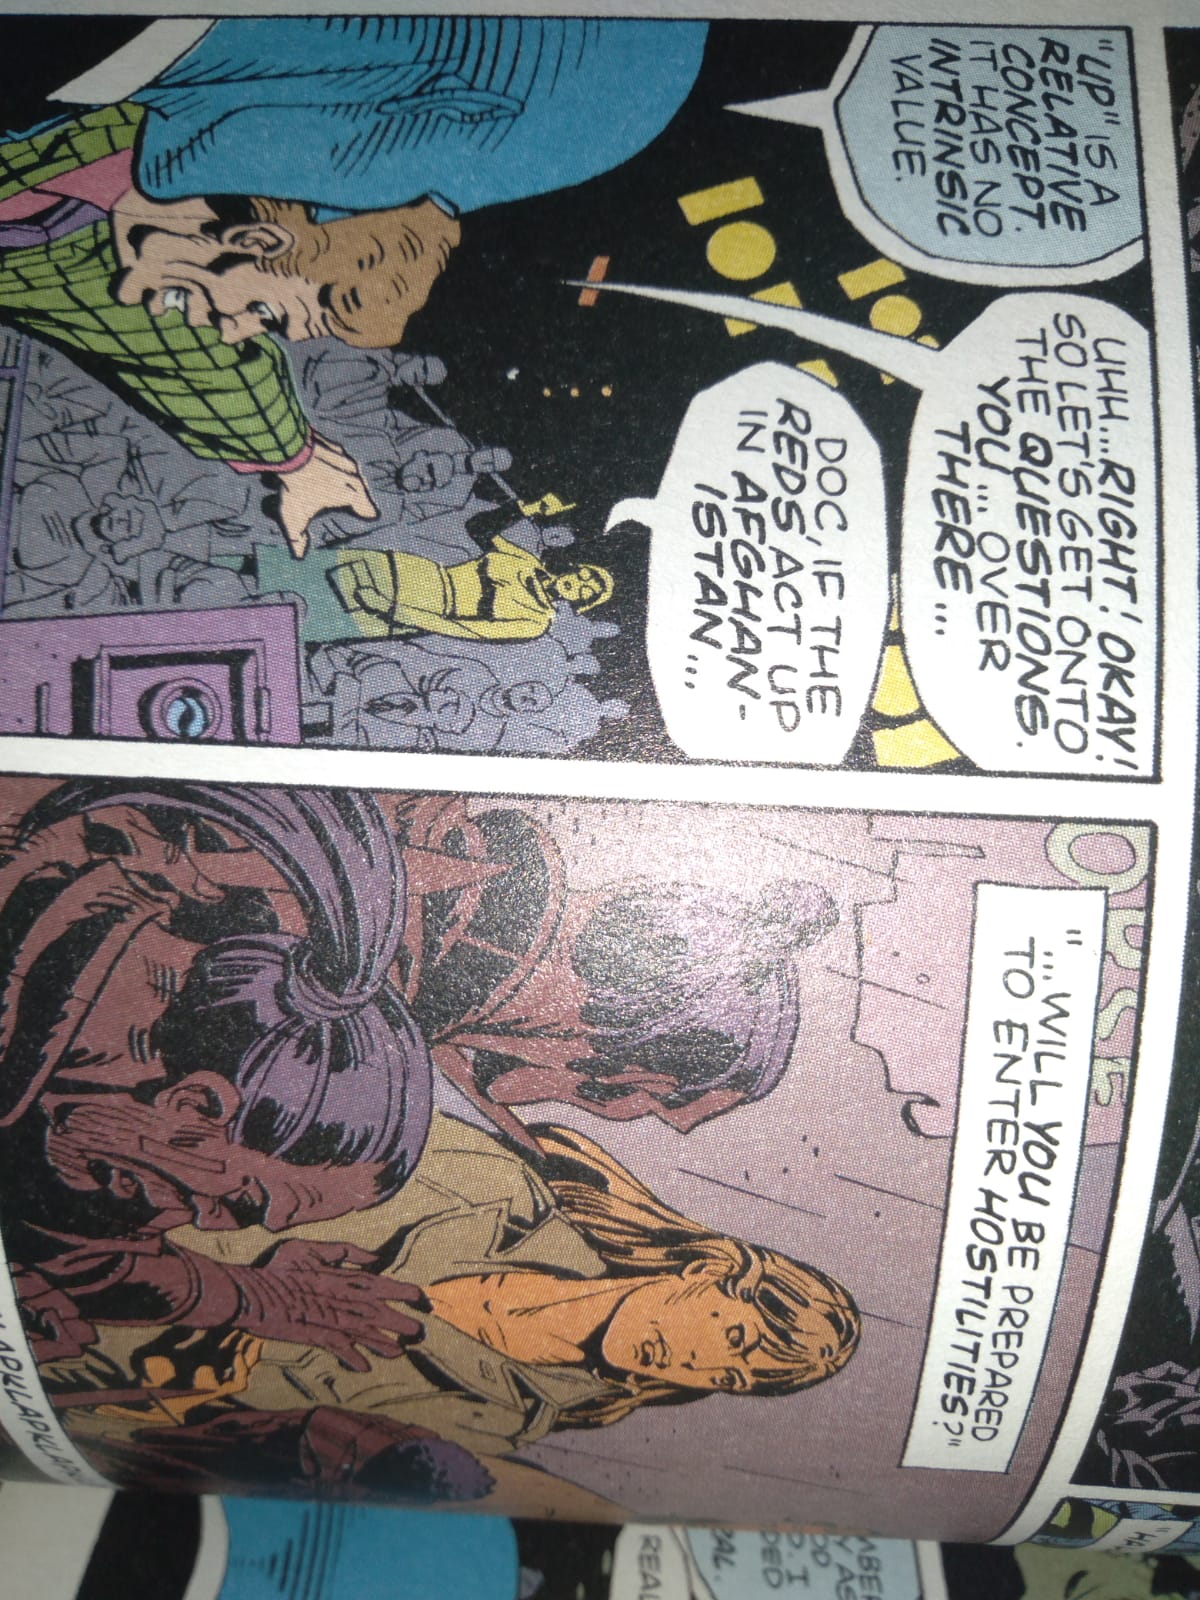 "UP" IS A
RELATIVE
CONCEPT.
IT HAS NO
INTRINSIC
VALUE.
UHH...RIGHT! OKAY!
SO LET'S GET ONTO
THE QUESTIONS.
YOU... OVER
THERE...
DOC, IF THE
REDS ACT UP
IN AFGHAN-
ISTAN...
"...WILL YOU BE PREPARED
TO ENTER HOSTILITIES?"
REAL